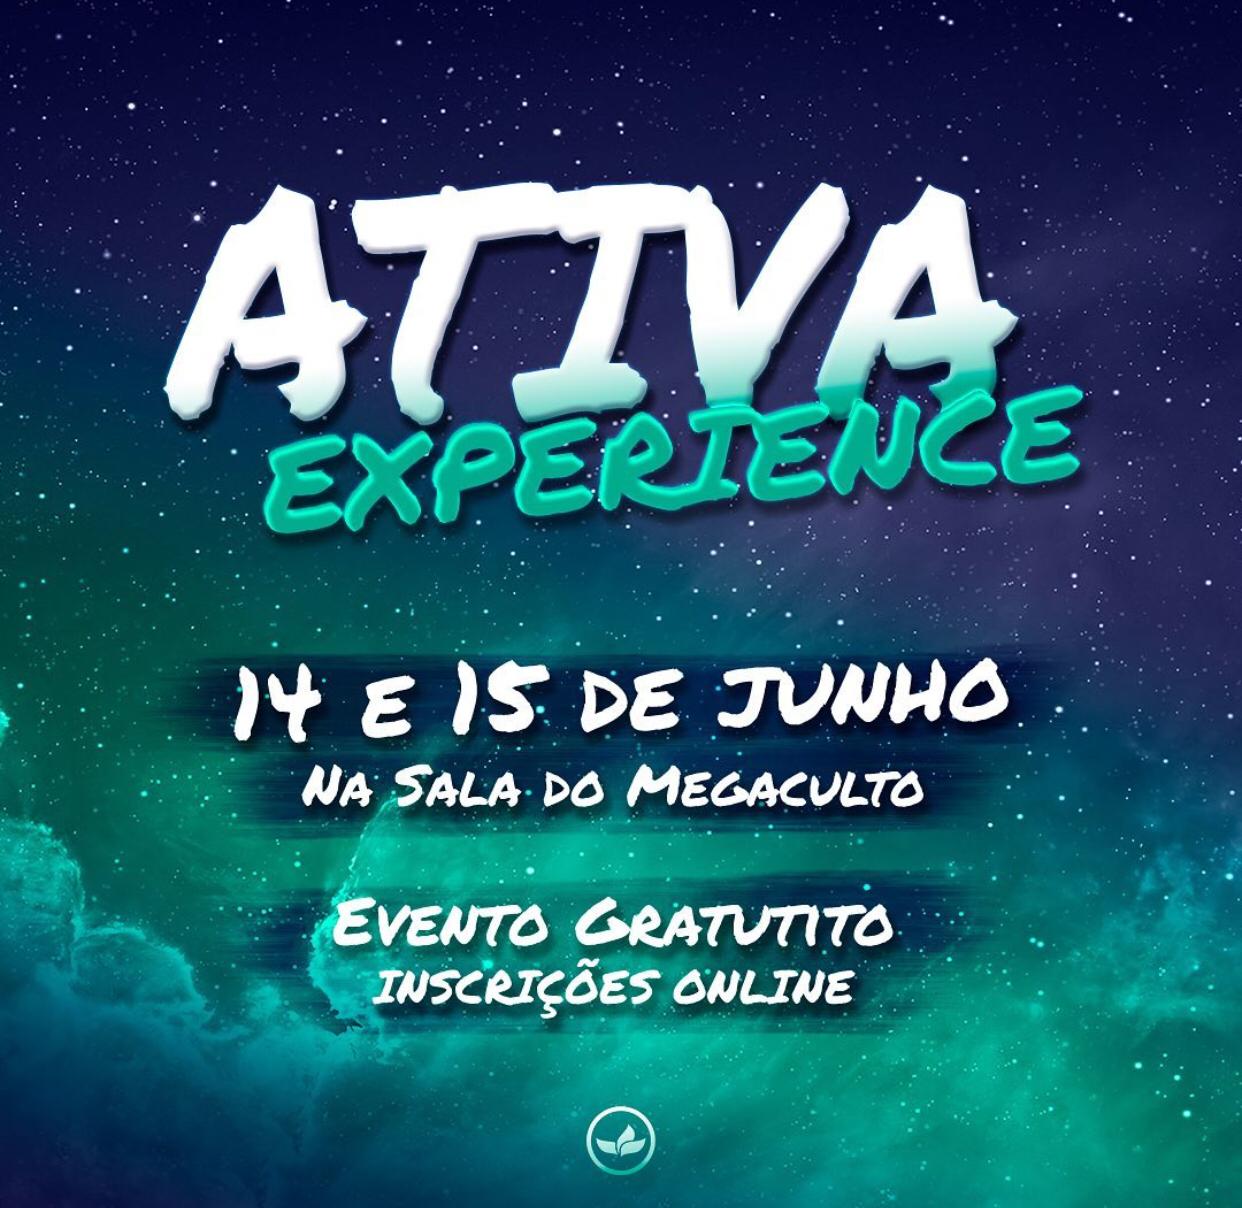 ATIVA
EXPERIENCE
14 E 15 DE JUNHO
NA SALA DO MEGACULTO
EVENTO GRATUTITO
INSCRIÇÕES ONLINE